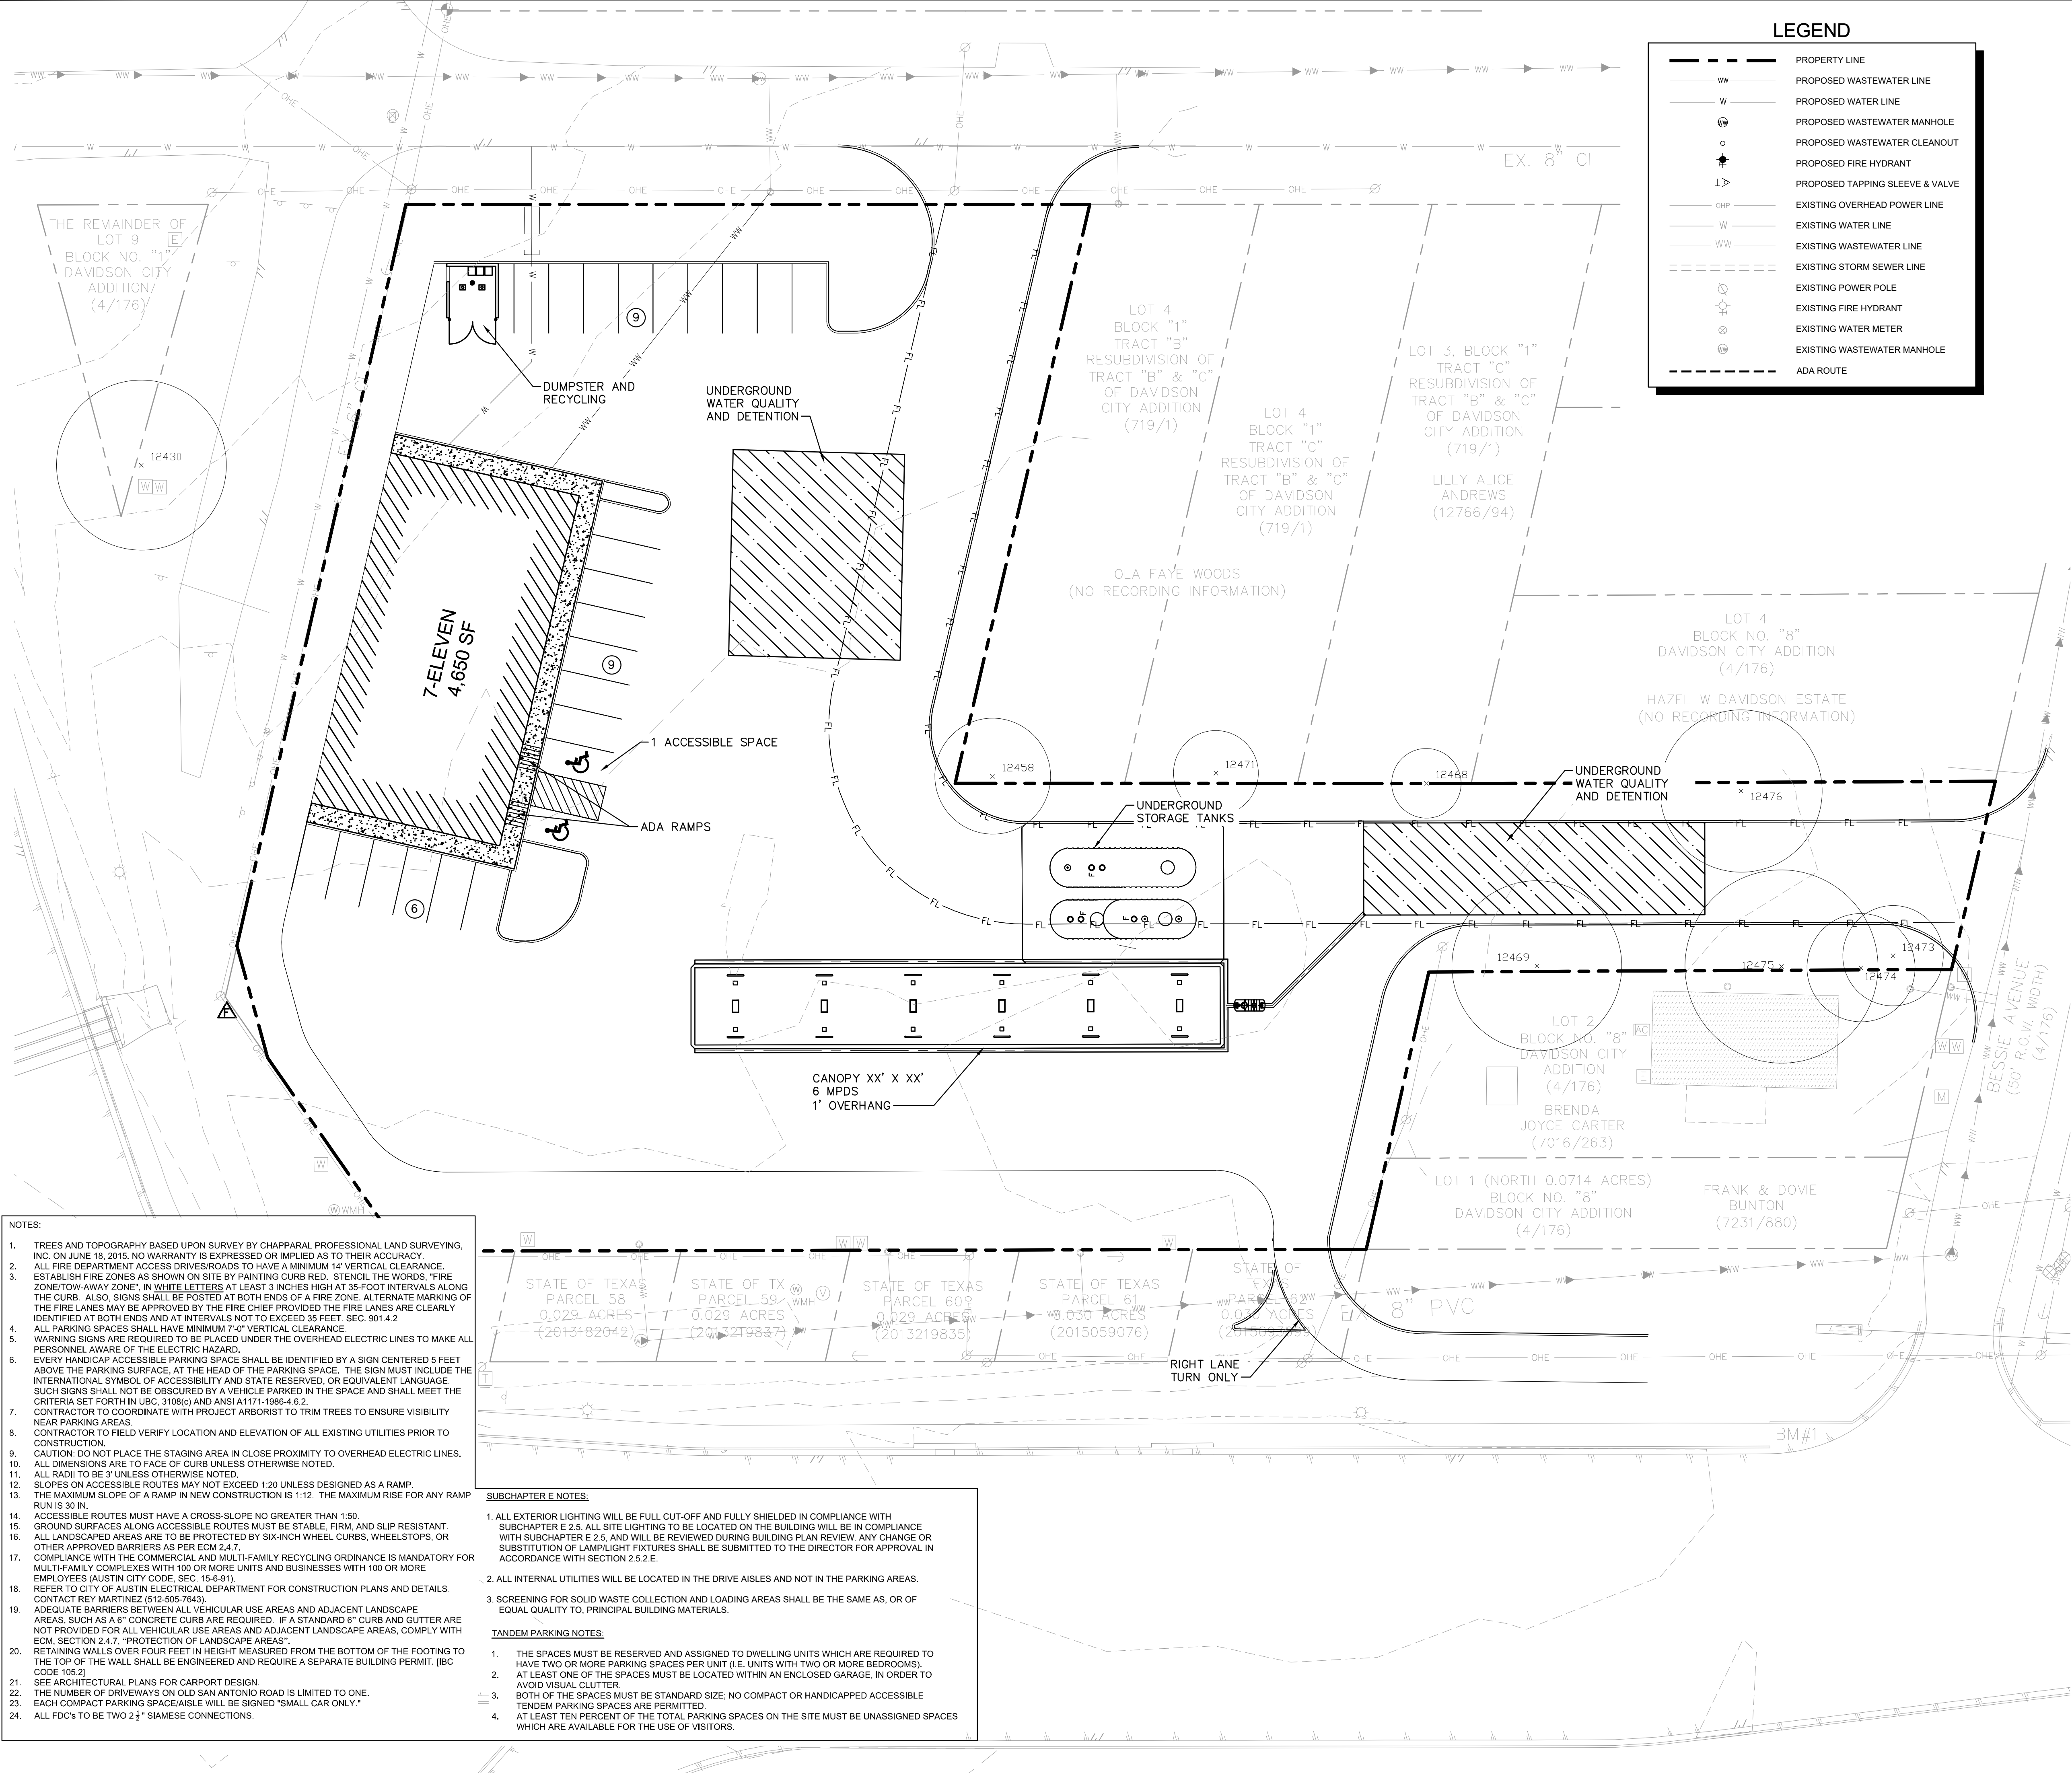 LEGEND
PROPERTY LINE
WW PROPOSED WASTEWATER LINE
W PROPOSED WATER LINE
WW PROPOSED WASTEWATER MANHOLE
PROPOSED WASTEWATER CLEANOUT
PROPOSED FIRE HYDRANT
PROPOSED TAPPING SLEEVE & VALVE
OHP EXISTING OVERHEAD POWER LINE
W EXISTING WATER LINE
WW EXISTING WASTEWATER LINE
EXISTING STORM SEWER LINE
EXISTING POWER POLE
EXISTING FIRE HYDRANT
EXISTING WATER METER
WW EXISTING WASTEWATER MANHOLE
ADA ROUTE
EX. 8" CI
THE REMAINDER OF
LOT 9
E
BLOCK NO. "1"
DAVIDSON CITY
ADDITION
(4/176)
12430
WW
9
DUMPSTER AND
RECYCLING
UNDERGROUND
WATER QUALITY
AND DETENTION
7-ELEVEN
4,650 SF
9
1 ACCESSIBLE SPACE
ADA RAMPS
6
LOT 4
BLOCK "1"
TRACT "B"
RESUBDIVISION OF
TRACT "B" & "C"
OF DAVIDSON
CITY ADDITION
(719/1)
LOT 4
BLOCK "1"
TRACT "C"
RESUBDIVISION OF
TRACT "B" & "C"
OF DAVIDSON
CITY ADDITION
(719/1)
LOT 3, BLOCK "1"
TRACT "C"
RESUBDIVISION OF
TRACT "B" & "C"
OF DAVIDSON
CITY ADDITION
(719/1)
LILLY ALICE
ANDREWS
(12766/94)
OLA FAYE WOODS
(NO RECORDING INFORMATION)
LOT 4
BLOCK NO. "8"
DAVIDSON CITY ADDITION
(4/176)
HAZEL W DAVIDSON ESTATE
(NO RECORDING INFORMATION)
12458
12471
12468
12476
UNDERGROUND
STORAGE TANKS
UNDERGROUND
WATER QUALITY
AND DETENTION
12469
12475
12474
12473
CANOPY XX' X XX'
6 MPDS
1' OVERHANG
LOT 2
BLOCK NO. "8"
AC
DAVIDSON CITY
ADDITION
(4/176)
E
BRENDA
JOYCE CARTER
(7016/263)
M
BESSIE AVENUE
(50' R.O.W. WIDTH)
(4/176)
LOT 1 (NORTH 0.0714 ACRES)
BLOCK NO. "8"
DAVIDSON CITY ADDITION
(4/176)
FRANK & DOVIE
BUNTON
(7231/880)
W
WMH
STATE OF TEXAS
PARCEL 58
0.029 ACRES
(2013182042)
STATE OF TX
PARCEL 59
0.029 ACRES
(2013219837)
WMH
V
STATE OF TEXAS
PARCEL 60
0.029 ACRES
(2013219835)
STATE OF TEXAS
PARCEL 61
0.030 ACRES
(2015059076)
STATE OF
TEXAS
PARCEL 62
8" PVC
RIGHT LANE
TURN ONLY
BM#1
NOTES:
1. TREES AND TOPOGRAPHY BASED UPON SURVEY BY CHAPPARAL PROFESSIONAL LAND SURVEYING,
INC. ON JUNE 18, 2015. NO WARRANTY IS EXPRESSED OR IMPLIED AS TO THEIR ACCURACY.
2. ALL FIRE DEPARTMENT ACCESS DRIVES/ROADS TO HAVE A MINIMUM 14' VERTICAL CLEARANCE.
3. ESTABLISH FIRE ZONES AS SHOWN ON SITE BY PAINTING CURB RED. STENCIL THE WORDS, "FIRE
ZONE/TOW-AWAY ZONE", IN WHITE LETTERS AT LEAST 3 INCHES HIGH AT 35-FOOT INTERVALS ALONG
THE CURB. ALSO, SIGNS SHALL BE POSTED AT BOTH ENDS OF A FIRE ZONE. ALTERNATE MARKING OF
THE FIRE LANES MAY BE APPROVED BY THE FIRE CHIEF PROVIDED THE FIRE LANES ARE CLEARLY
IDENTIFIED AT BOTH ENDS AND AT INTERVALS NOT TO EXCEED 35 FEET. SEC. 901.4.2
4. ALL PARKING SPACES SHALL HAVE MINIMUM 7'-0" VERTICAL CLEARANCE.
5. WARNING SIGNS ARE REQUIRED TO BE PLACED UNDER THE OVERHEAD ELECTRIC LINES TO MAKE ALL
PERSONNEL AWARE OF THE ELECTRIC HAZARD.
6. EVERY HANDICAP ACCESSIBLE PARKING SPACE SHALL BE IDENTIFIED BY A SIGN CENTERED 5 FEET
ABOVE THE PARKING SURFACE, AT THE HEAD OF THE PARKING SPACE. THE SIGN MUST INCLUDE THE
INTERNATIONAL SYMBOL OF ACCESSIBILITY AND STATE RESERVED, OR EQUIVALENT LANGUAGE.
SUCH SIGNS SHALL NOT BE OBSCURED BY A VEHICLE PARKED IN THE SPACE AND SHALL MEET THE
CRITERIA SET FORTH IN UBC, 3108(c) AND ANSI A1171-1986-4.6.2.
7. CONTRACTOR TO COORDINATE WITH PROJECT ARBORIST TO TRIM TREES TO ENSURE VISIBILITY
NEAR PARKING AREAS.
8. CONTRACTOR TO FIELD VERIFY LOCATION AND ELEVATION OF ALL EXISTING UTILITIES PRIOR TO
CONSTRUCTION.
9. CAUTION: DO NOT PLACE THE STAGING AREA IN CLOSE PROXIMITY TO OVERHEAD ELECTRIC LINES.
10. ALL DIMENSIONS ARE TO FACE OF CURB UNLESS OTHERWISE NOTED.
11. ALL RADII TO BE 3' UNLESS OTHERWISE NOTED.
12. SLOPES ON ACCESSIBLE ROUTES MAY NOT EXCEED 1:20 UNLESS DESIGNED AS A RAMP.
13. THE MAXIMUM SLOPE OF A RAMP IN NEW CONSTRUCTION IS 1:12. THE MAXIMUM RISE FOR ANY RAMP
RUN IS 30 IN.
14. ACCESSIBLE ROUTES MUST HAVE A CROSS-SLOPE NO GREATER THAN 1:50.
15. GROUND SURFACES ALONG ACCESSIBLE ROUTES MUST BE STABLE, FIRM, AND SLIP RESISTANT.
16. ALL LANDSCAPED AREAS ARE TO BE PROTECTED BY SIX-INCH WHEEL CURBS, WHEELSTOPS, OR
OTHER APPROVED BARRIERS AS PER ECM 2.4.7.
17. COMPLIANCE WITH THE COMMERCIAL AND MULTI-FAMILY RECYCLING ORDINANCE IS MANDATORY FOR
MULTI-FAMILY COMPLEXES WITH 100 OR MORE UNITS AND BUSINESSES WITH 100 OR MORE
EMPLOYEES (AUSTIN CITY CODE, SEC. 15-6-91).
18. REFER TO CITY OF AUSTIN ELECTRICAL DEPARTMENT FOR CONSTRUCTION PLANS AND DETAILS.
CONTACT REY MARTINEZ (512-505-7643).
19. ADEQUATE BARRIERS BETWEEN ALL VEHICULAR USE AREAS AND ADJACENT LANDSCAPE
AREAS, SUCH AS A 6" CONCRETE CURB ARE REQUIRED. IF A STANDARD 6" CURB AND GUTTER ARE
NOT PROVIDED FOR ALL VEHICULAR USE AREAS AND ADJACENT LANDSCAPE AREAS, COMPLY WITH
ECM, SECTION 2.4.7, "PROTECTION OF LANDSCAPE AREAS".
20. RETAINING WALLS OVER FOUR FEET IN HEIGHT MEASURED FROM THE BOTTOM OF THE FOOTING TO
THE TOP OF THE WALL SHALL BE ENGINEERED AND REQUIRE A SEPARATE BUILDING PERMIT. [IBC
CODE 105.2]
21. SEE ARCHITECTURAL PLANS FOR CARPORT DESIGN.
22. THE NUMBER OF DRIVEWAYS ON OLD SAN ANTONIO ROAD IS LIMITED TO ONE.
23. EACH COMPACT PARKING SPACE/AISLE WILL BE SIGNED "SMALL CAR ONLY."
24. ALL FDC's TO BE TWO 2 1/2" SIAMESE CONNECTIONS.
SUBCHAPTER E NOTES:
1. ALL EXTERIOR LIGHTING WILL BE FULL CUT-OFF AND FULLY SHIELDED IN COMPLIANCE WITH
SUBCHAPTER E 2.5. ALL SITE LIGHTING TO BE LOCATED ON THE BUILDING WILL BE IN COMPLIANCE
WITH SUBCHAPTER E 2.5, AND WILL BE REVIEWED DURING BUILDING PLAN REVIEW. ANY CHANGE OR
SUBSTITUTION OF LAMP/LIGHT FIXTURES SHALL BE SUBMITTED TO THE DIRECTOR FOR APPROVAL IN
ACCORDANCE WITH SECTION 2.5.2.E.
2. ALL INTERNAL UTILITIES WILL BE LOCATED IN THE DRIVE AISLES AND NOT IN THE PARKING AREAS.
3. SCREENING FOR SOLID WASTE COLLECTION AND LOADING AREAS SHALL BE THE SAME AS, OR OF
EQUAL QUALITY TO, PRINCIPAL BUILDING MATERIALS.
TANDEM PARKING NOTES:
1. THE SPACES MUST BE RESERVED AND ASSIGNED TO DWELLING UNITS WHICH ARE REQUIRED TO
HAVE TWO OR MORE PARKING SPACES PER UNIT (I.E. UNITS WITH TWO OR MORE BEDROOMS).
2. AT LEAST ONE OF THE SPACES MUST BE LOCATED WITHIN AN ENCLOSED GARAGE, IN ORDER TO
AVOID VISUAL CLUTTER.
3. BOTH OF THE SPACES MUST BE STANDARD SIZE; NO COMPACT OR HANDICAPPED ACCESSIBLE
TENDEM PARKING SPACES ARE PERMITTED.
4. AT LEAST TEN PERCENT OF THE TOTAL PARKING SPACES ON THE SITE MUST BE UNASSIGNED SPACES
WHICH ARE AVAILABLE FOR THE USE OF VISITORS.